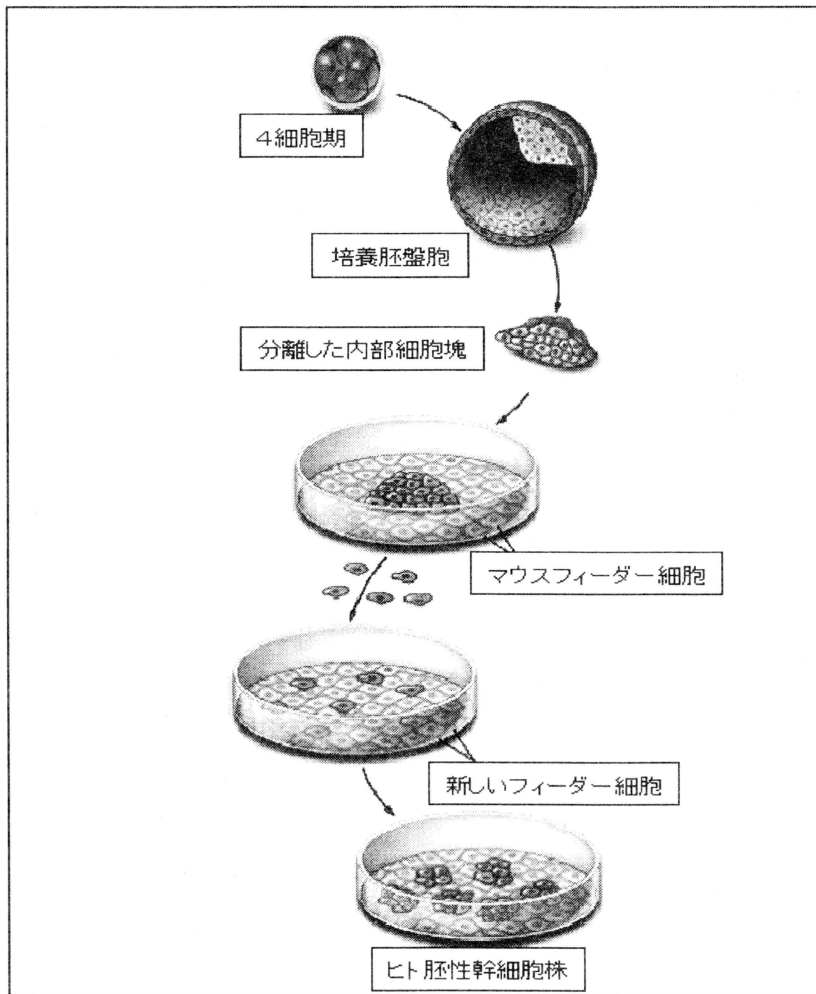 4細胞期
培養胚盤胞
分離した内部細胞塊
マウスフィーダー細胞
新しいフィーダー細胞
ヒト胚性幹細胞株